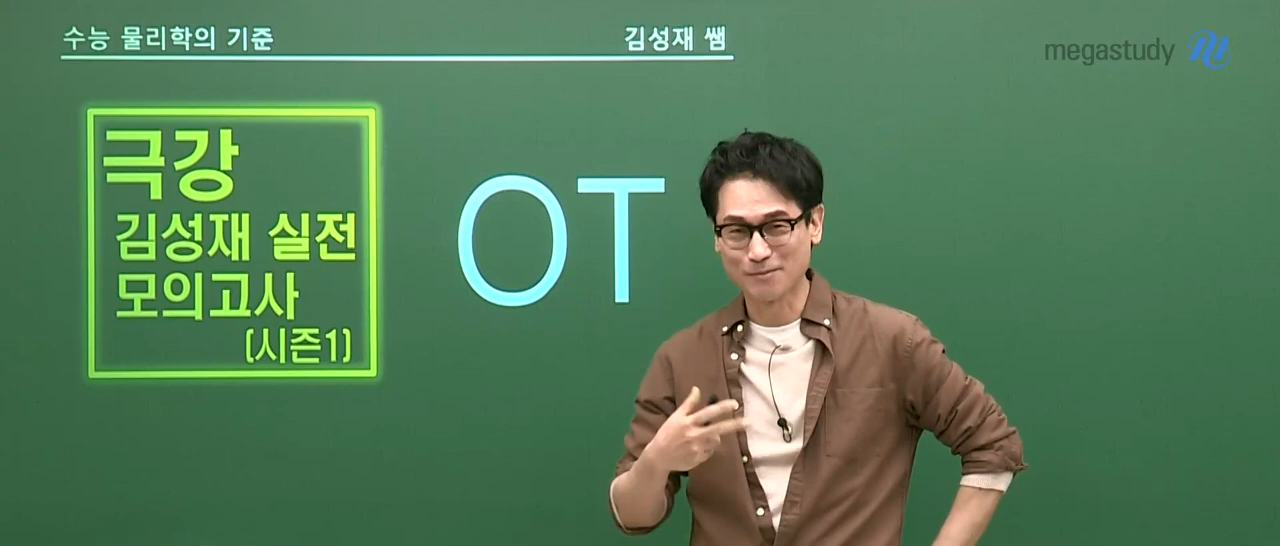 수능 물리학의 기준
김성재 쌤
megastudy
극강
김성재 실전
모의고사
(시즌1)
OT